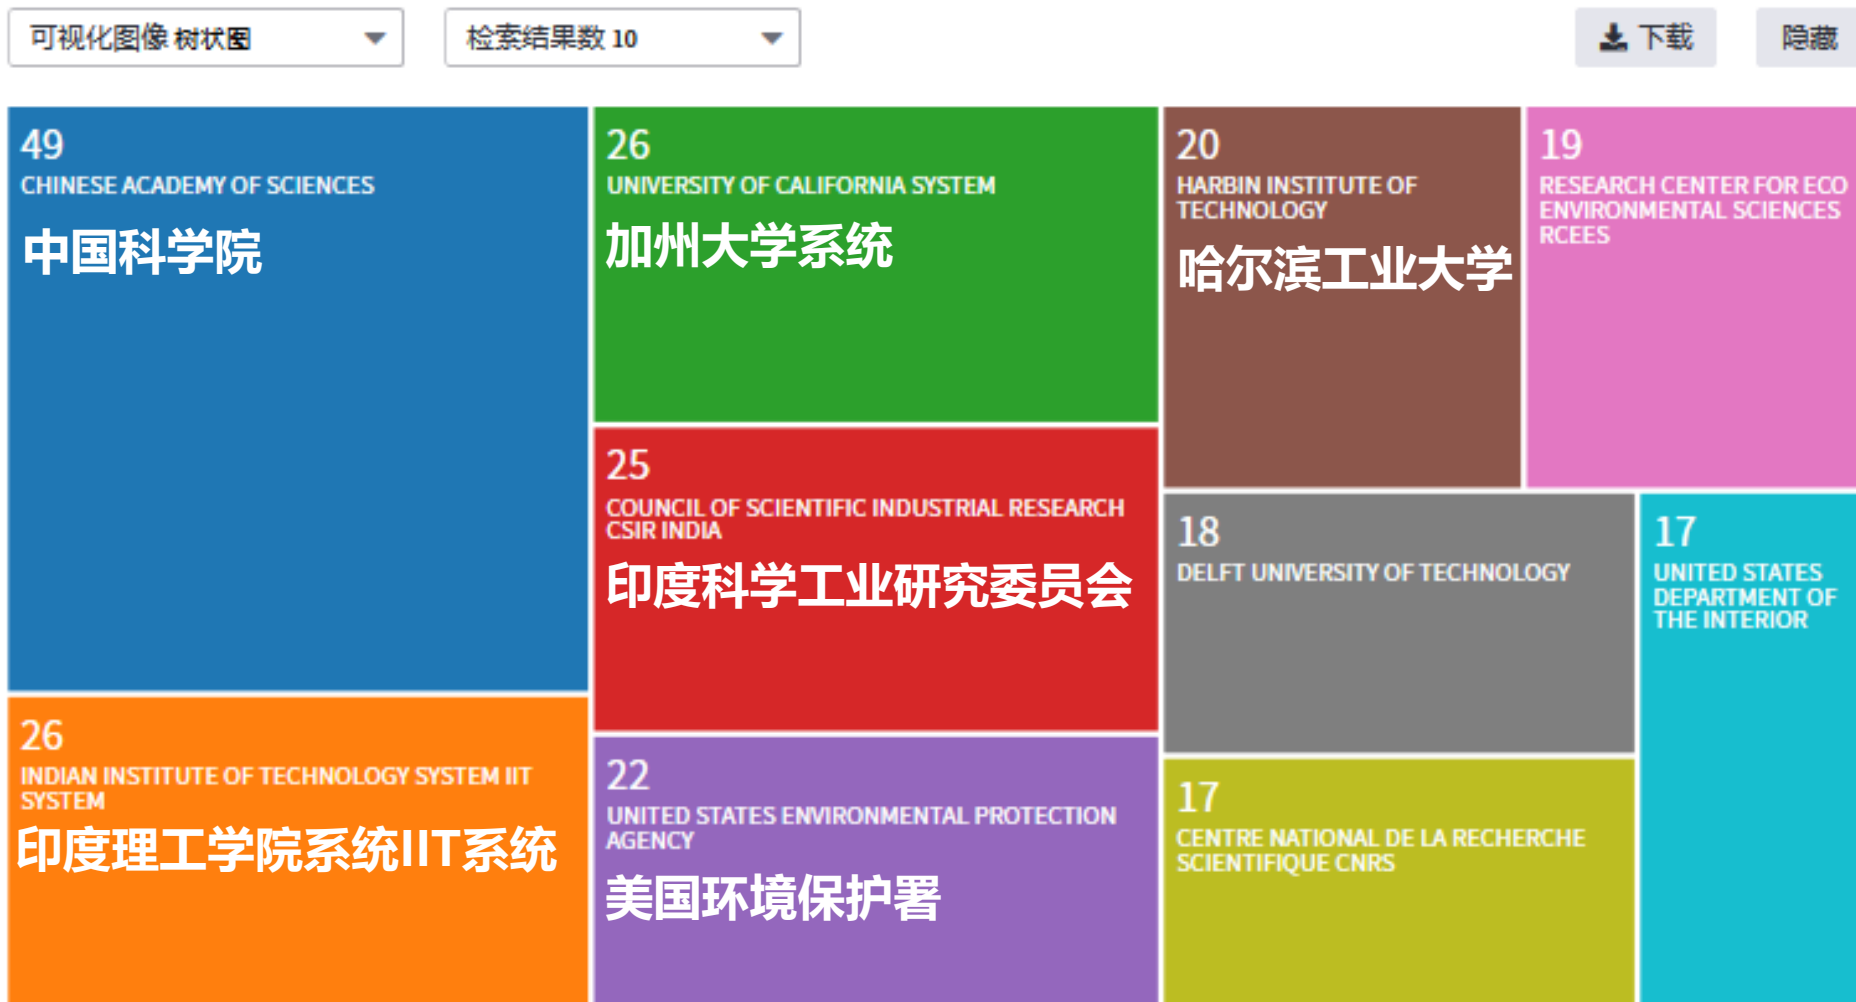 可视化图像 树状图
检索结果数 10
下载
隐藏
49
CHINESE ACADEMY OF SCIENCES
中国科学院
26
UNIVERSITY OF CALIFORNIA SYSTEM
加州大学系统
20
HARBIN INSTITUTE OF
TECHNOLOGY
哈尔滨工业大学
19
RESEARCH CENTER FOR ECO
ENVIRONMENTAL SCIENCES
RCEES
25
COUNCIL OF SCIENTIFIC INDUSTRIAL RESEARCH
CSIR INDIA
印度科学工业研究委员会
18
DELFT UNIVERSITY OF TECHNOLOGY
17
UNITED STATES
DEPARTMENT OF
THE INTERIOR
26
INDIAN INSTITUTE OF TECHNOLOGY SYSTEM IIT
SYSTEM
印度理工学院系统IIT系统
22
UNITED STATES ENVIRONMENTAL PROTECTION
AGENCY
美国环境保护署
17
CENTRE NATIONAL DE LA RECHERCHE
SCIENTIFIQUE CNRS